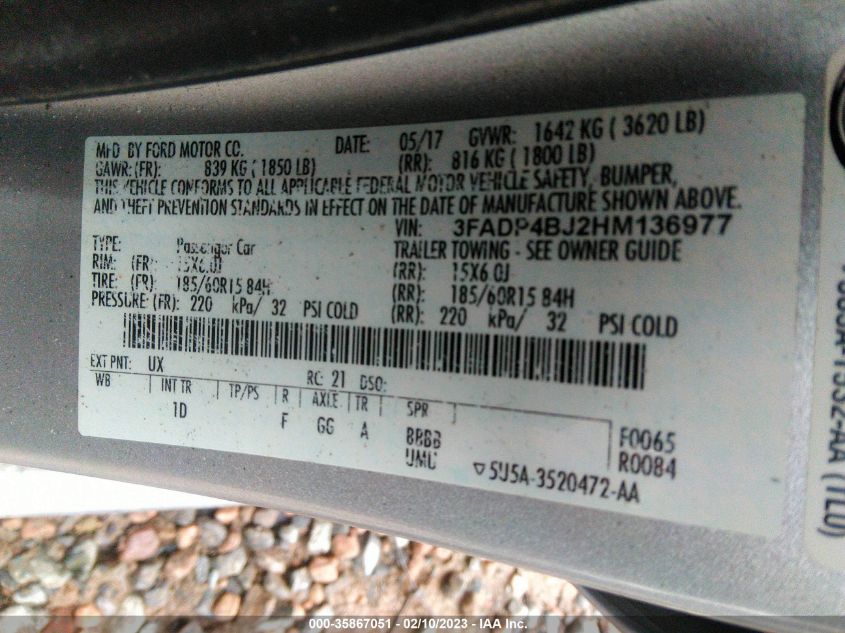 MFD BY FORD MOTOR CO. DATE: 05/17 GVWR: 1642 KG ( 3620 LB)
GAWR:(FR): 839 KG ( 1850 LB) (RR): 816 KG ( 1800 LB)
THIS VEHICLE CONFORMS TO ALL APPLICABLE FEDERAL MOTOR VEHICLE SAFETY, BUMPER,
AND THEFT PREVENTION STANDARDS IN EFFECT ON THE DATE OF MANUFACTURE SHOWN ABOVE.
VIN: 3FADP4BJ2HM136977
TYPE: Passenger Car TRAILER TOWING - SEE OWNER GUIDE
RIM: (FR) 15X6.0J (RR): 15X6 0J
TIRE: (FR): 185/60R15 84H (RR): 185/60R15 84H
PRESSURE: (FR): 220 kPa/ 32 PSI COLD (RR): 220 kPa/ 32 PSI COLD
EXT PNT: UX RC: 21 DSO:
WB INT TR TP/PS R AXLE TR SPR
1D F GG A BBBB F0065
UMC R0084
▽5U5A-3520472-AA
000-35867051 - 02/10/2023 - IAA Inc.